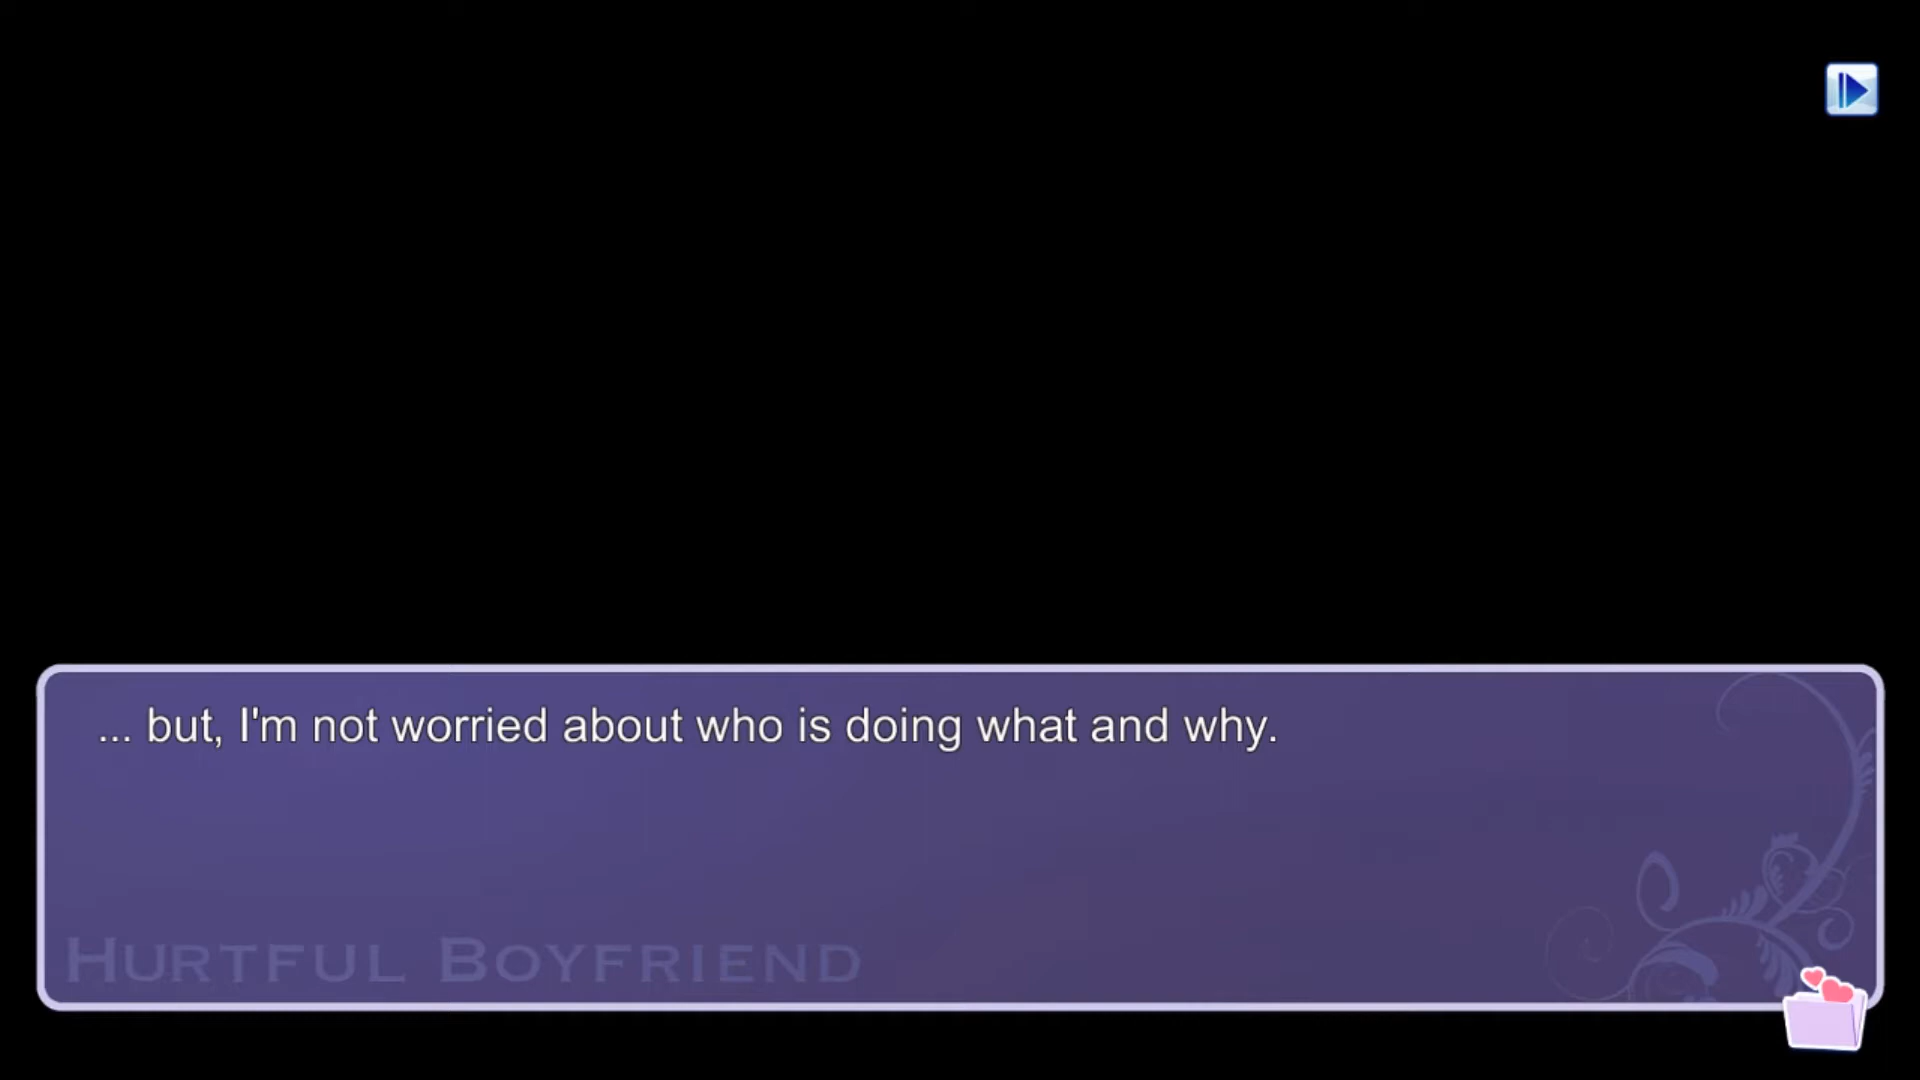 ... but, I'm not worried about who is doing what and why.
HURTFUL BOYFRIEND